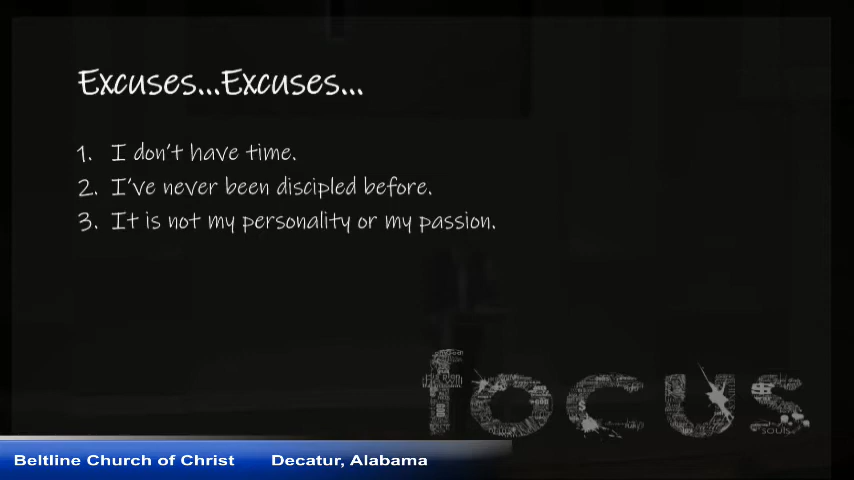 Excuses...Excuses...
1. I don't have time.
2. I've never been discipled before.
3. It is not my personality or my passion.
focus
SOULS
Beltline Church of Christ Decatur, Alabama